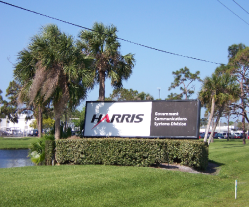 HARRIS
Government
Communications
Systems Division